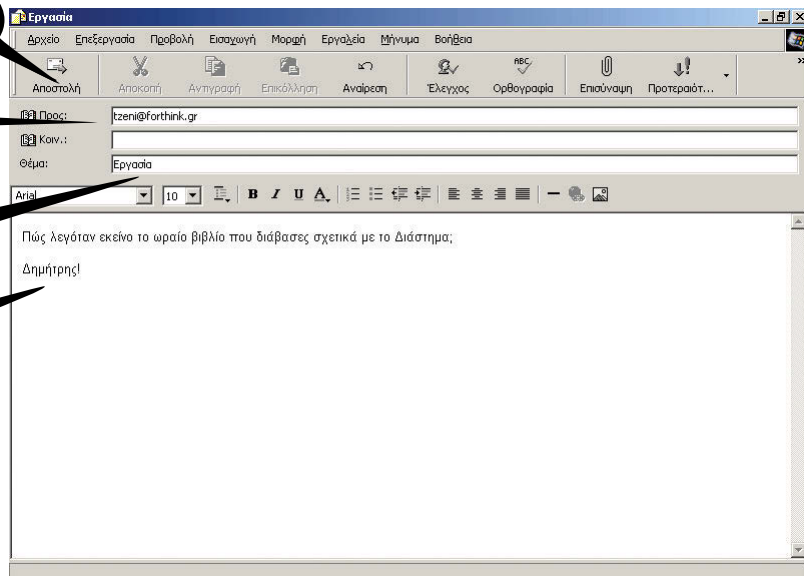 Εργασία
Αρχείο Επεξεργασία Προβολή Εισαγωγή Μορφή Εργαλεία Μήνυμα Βοήθεια
ABC
Αποστολή Αποκοπή Αντιγραφή Επικόλληση Αναίρεση Έλεγχος Ορθογραφία Επισύναψη Προτεραιότ...
Προς: tzeni@forthink.gr
Κοιν.:
Θέμα: Εργασία
Arial 10 B I U A
Πώς λεγόταν εκείνο το ωραίο βιβλίο που διάβασες σχετικά με το Διάστημα;
Δημήτρης!